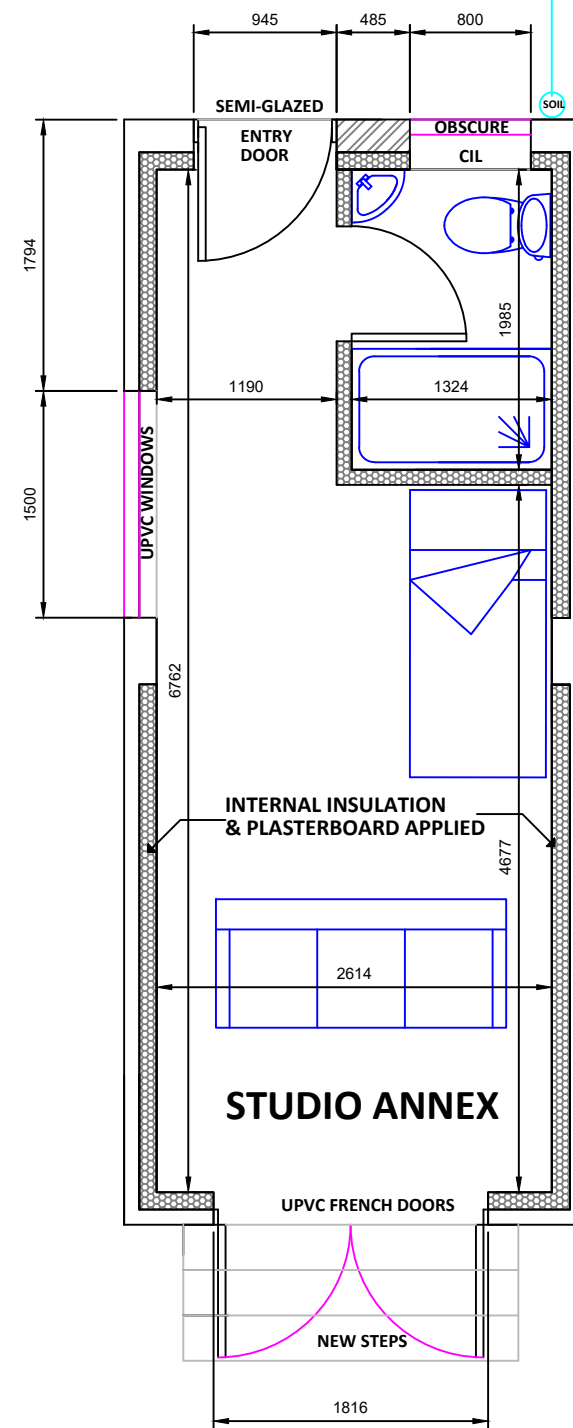 945
485
800
SEMI-GLAZED
SOIL
ENTRY
DOOR
OBSCURE
CIL
1794
1985
1190
1324
1500
UPVC WINDOWS
6762
INTERNAL INSULATION
& PLASTERBOARD APPLIED
4677
2614
STUDIO ANNEX
UPVC FRENCH DOORS
NEW STEPS
1816